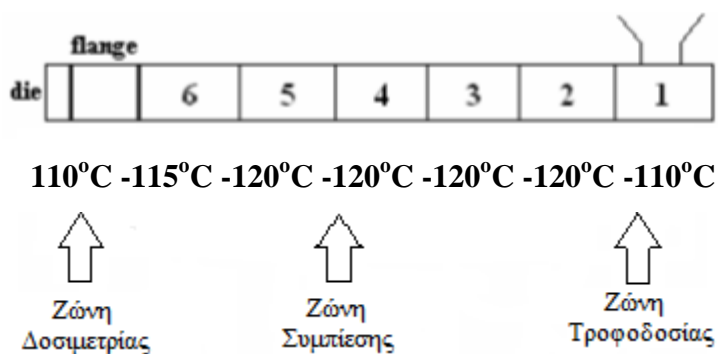 flange
die 6 5 4 3 2 1
110°C -115°C -120°C -120°C -120°C -120°C -110°C
Ζώνη Δοσιμετρίας
Ζώνη Συμπίεσης
Ζώνη Τροφοδοσίας